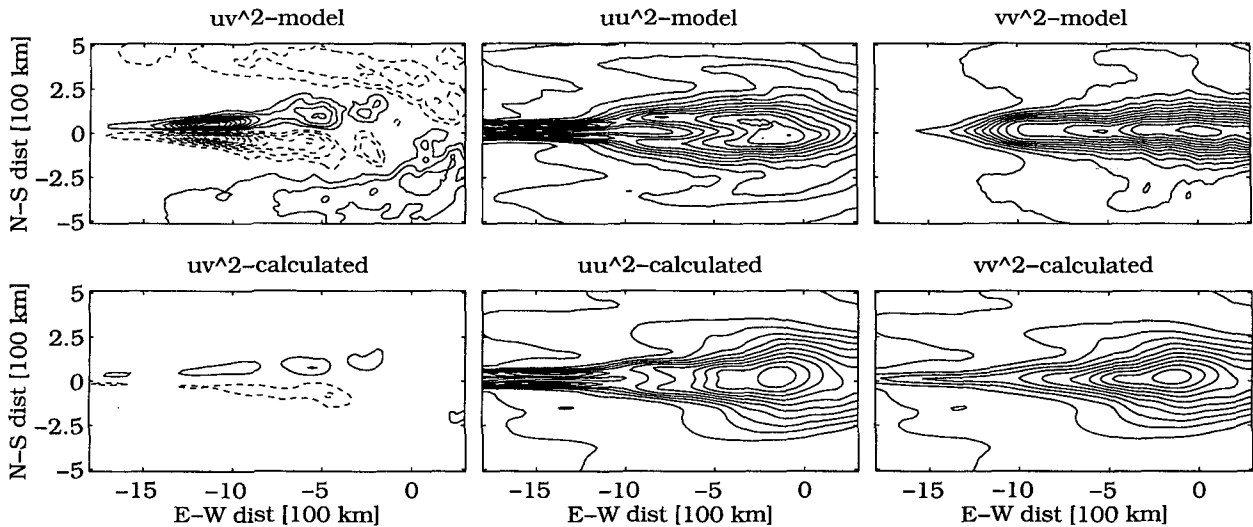 uv^2-model
uu^2-model
vv^2-model
N-S dist [100 km]
5
2.5
0
-2.5
-5
uv^2-calculated
uu^2-calculated
vv^2-calculated
N-S dist [100 km]
5
2.5
0
-2.5
-5
-15 -10 -5 0
-15 -10 -5 0
-15 -10 -5 0
E-W dist [100 km]
E-W dist [100 km]
E-W dist [100 km]